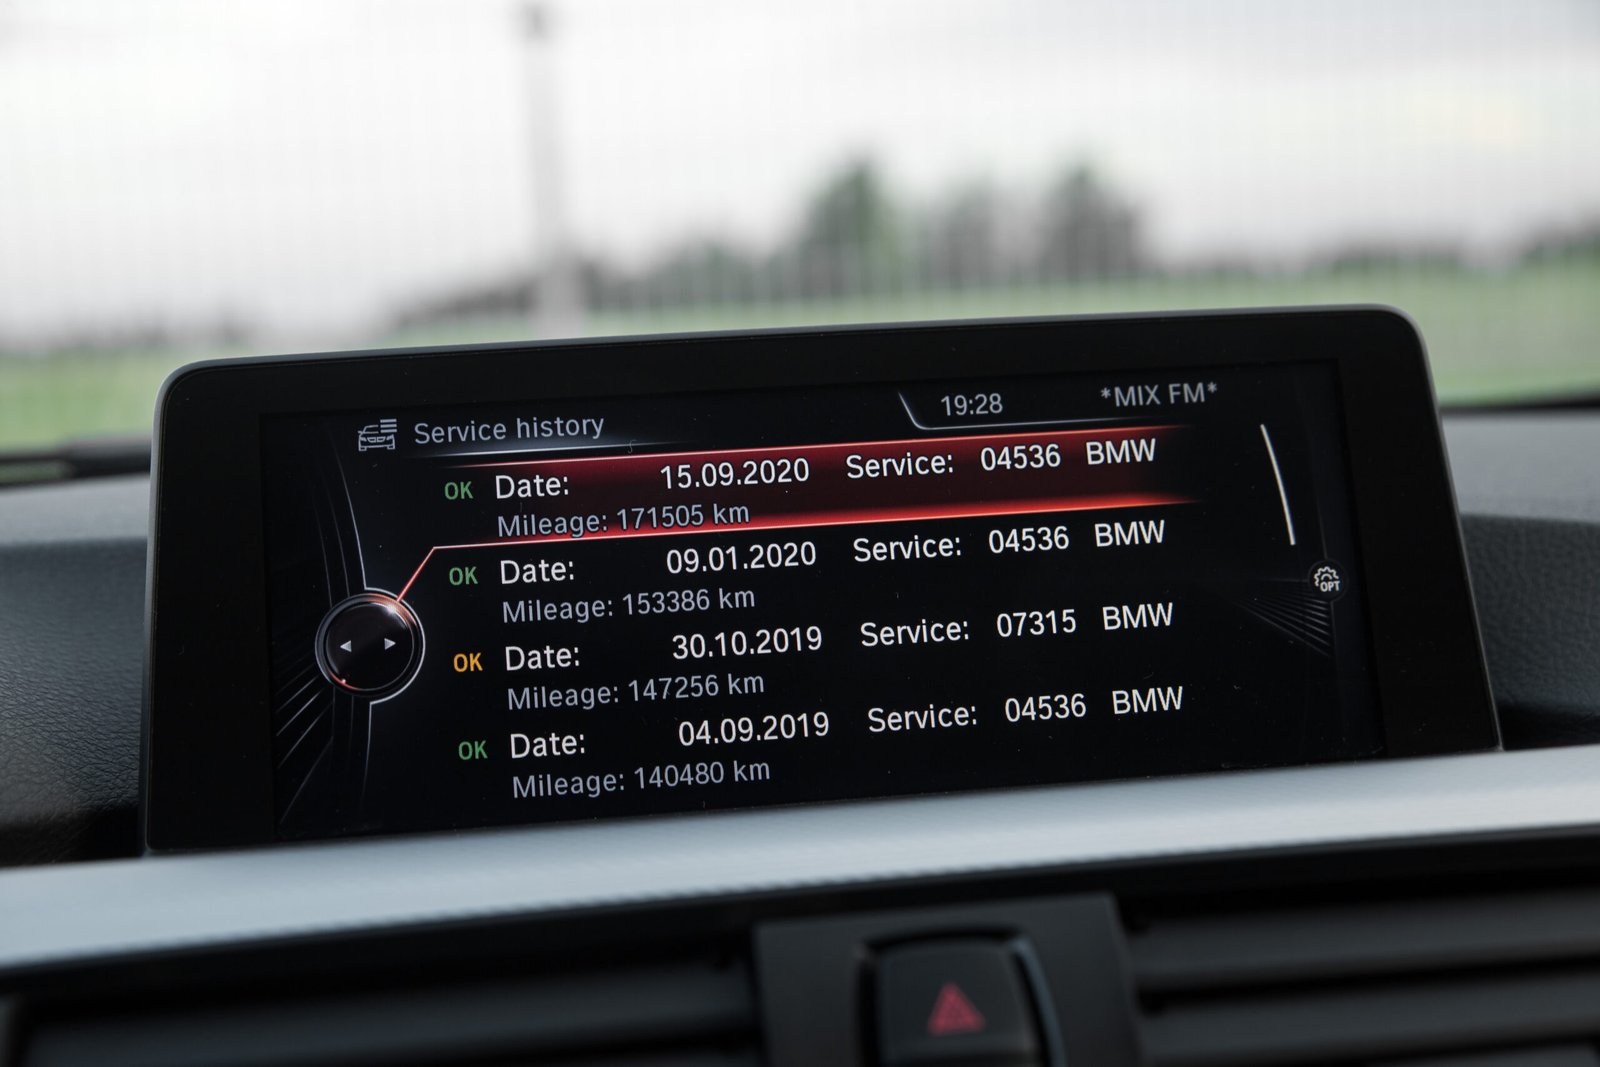 Service history 19:28 *MIX FM*
OK Date: 15.09.2020 Service: 04536 BMW
Mileage: 171505 km
OK Date: 09.01.2020 Service: 04536 BMW
Mileage: 153386 km
OK Date: 30.10.2019 Service: 07315 BMW
Mileage: 147256 km
OK Date: 04.09.2019 Service: 04536 BMW
Mileage: 140480 km
OPT